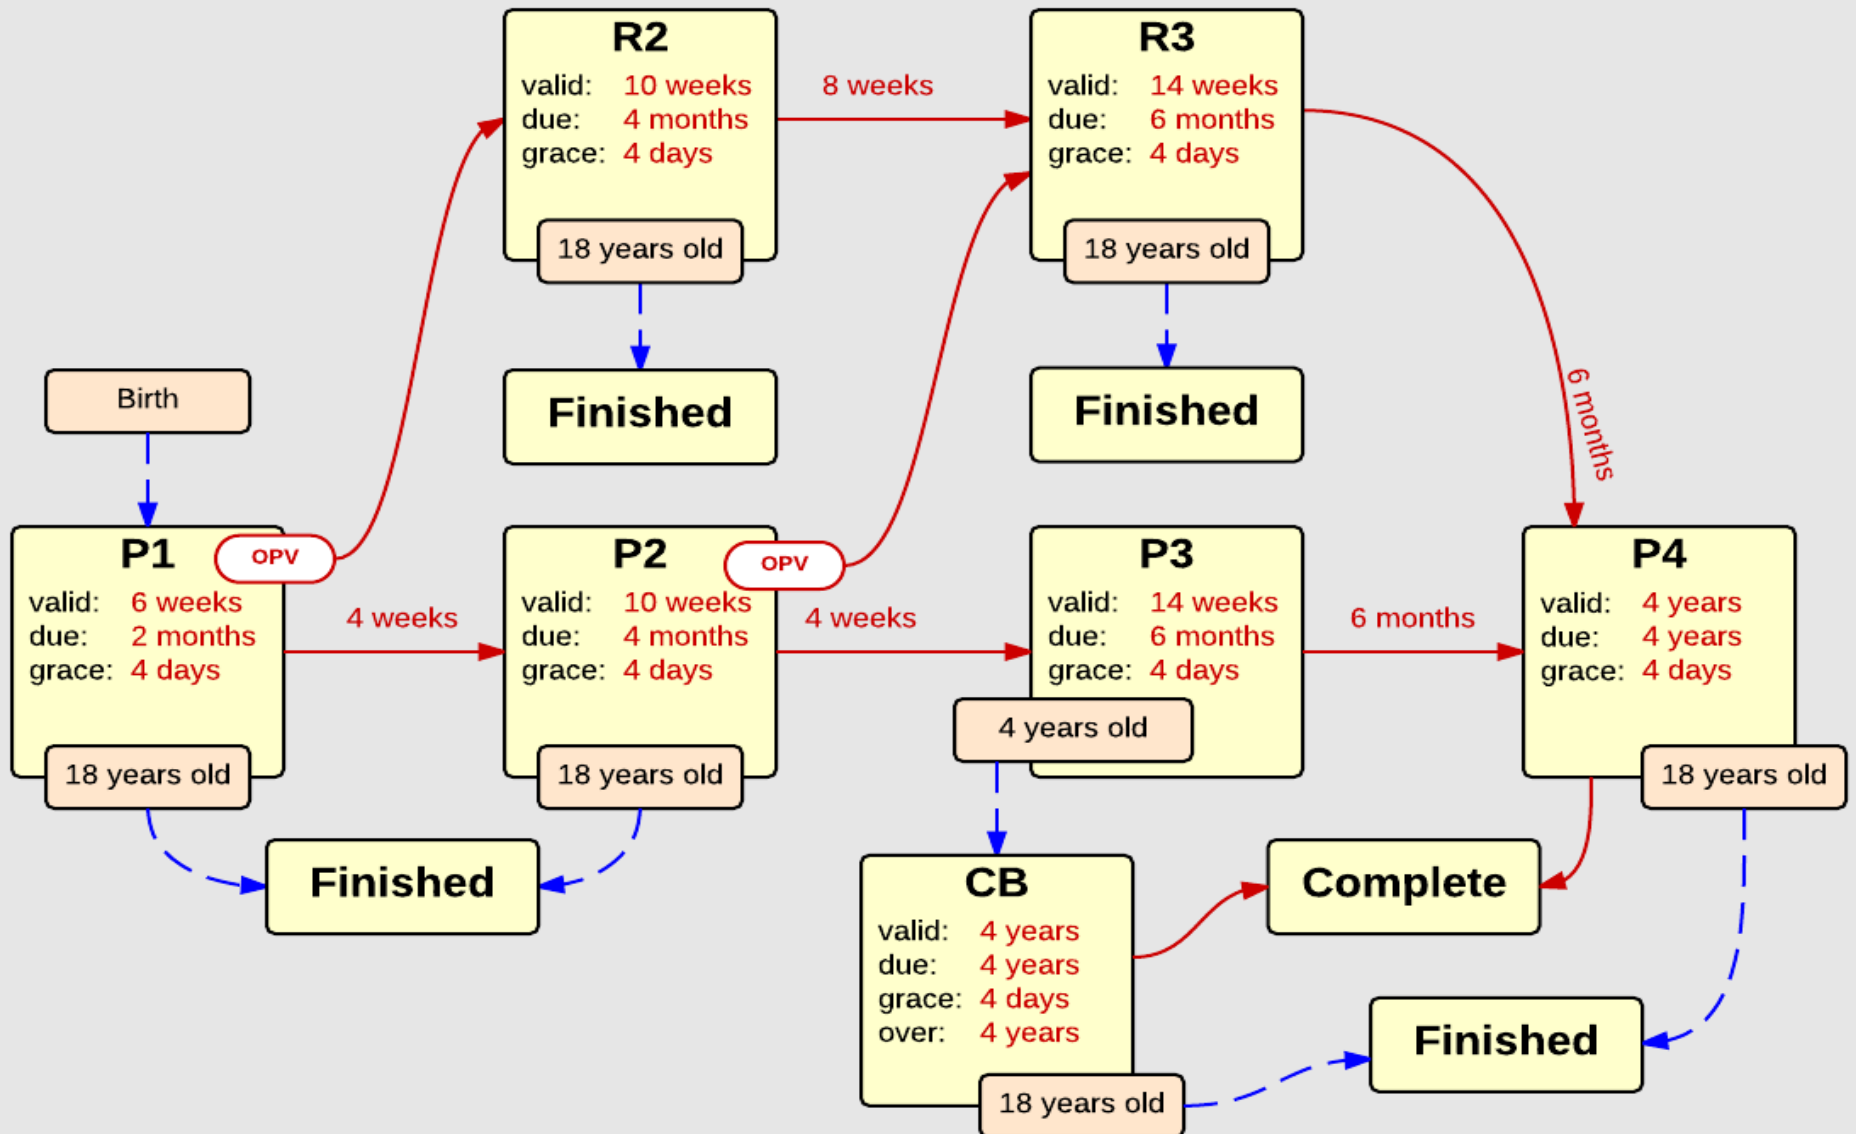 R2
valid: 10 weeks
due: 4 months
grace: 4 days
18 years old
8 weeks
R3
valid: 14 weeks
due: 6 months
grace: 4 days
18 years old
6 months
Finished
Finished
Birth
P1
OPV
valid: 6 weeks
due: 2 months
grace: 4 days
18 years old
4 weeks
P2
OPV
valid: 10 weeks
due: 4 months
grace: 4 days
18 years old
4 weeks
P3
valid: 14 weeks
due: 6 months
grace: 4 days
4 years old
6 months
P4
valid: 4 years
due: 4 years
grace: 4 days
18 years old
Finished
CB
valid: 4 years
due: 4 years
grace: 4 days
over: 4 years
18 years old
Complete
Finished